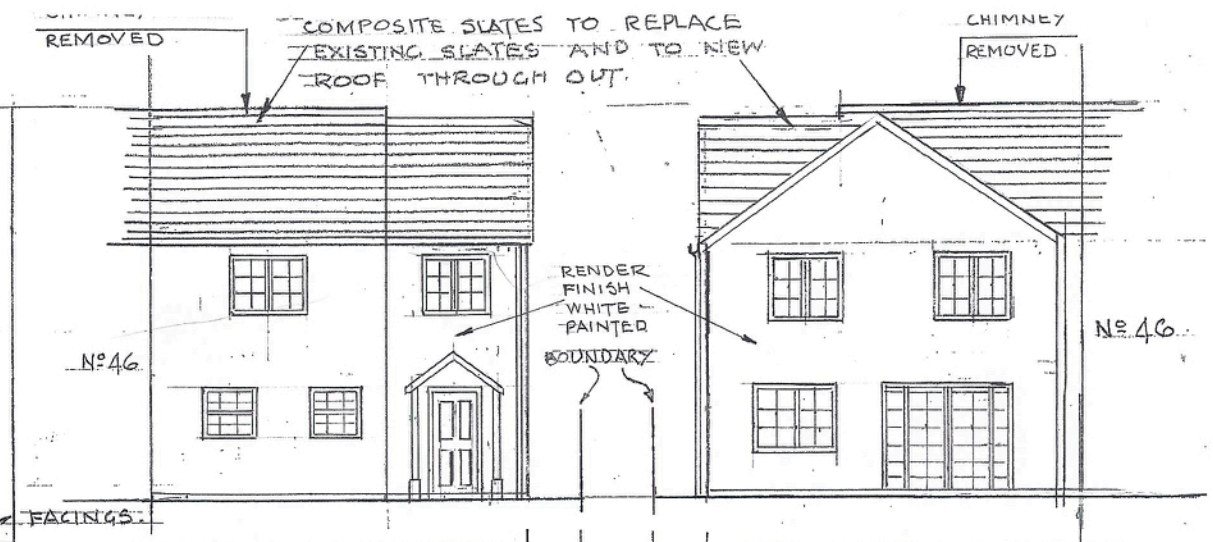 CHIMNEY
REMOVED
COMPOSITE SLATES TO REPLACE
EXISTING SLATES AND TO NEW
ROOF THROUGH OUT.
CHIMNEY
REMOVED
RENDER
FINISH
WHITE
PAINTED
BOUNDARY
Nº46
Nº46
FACINGS.